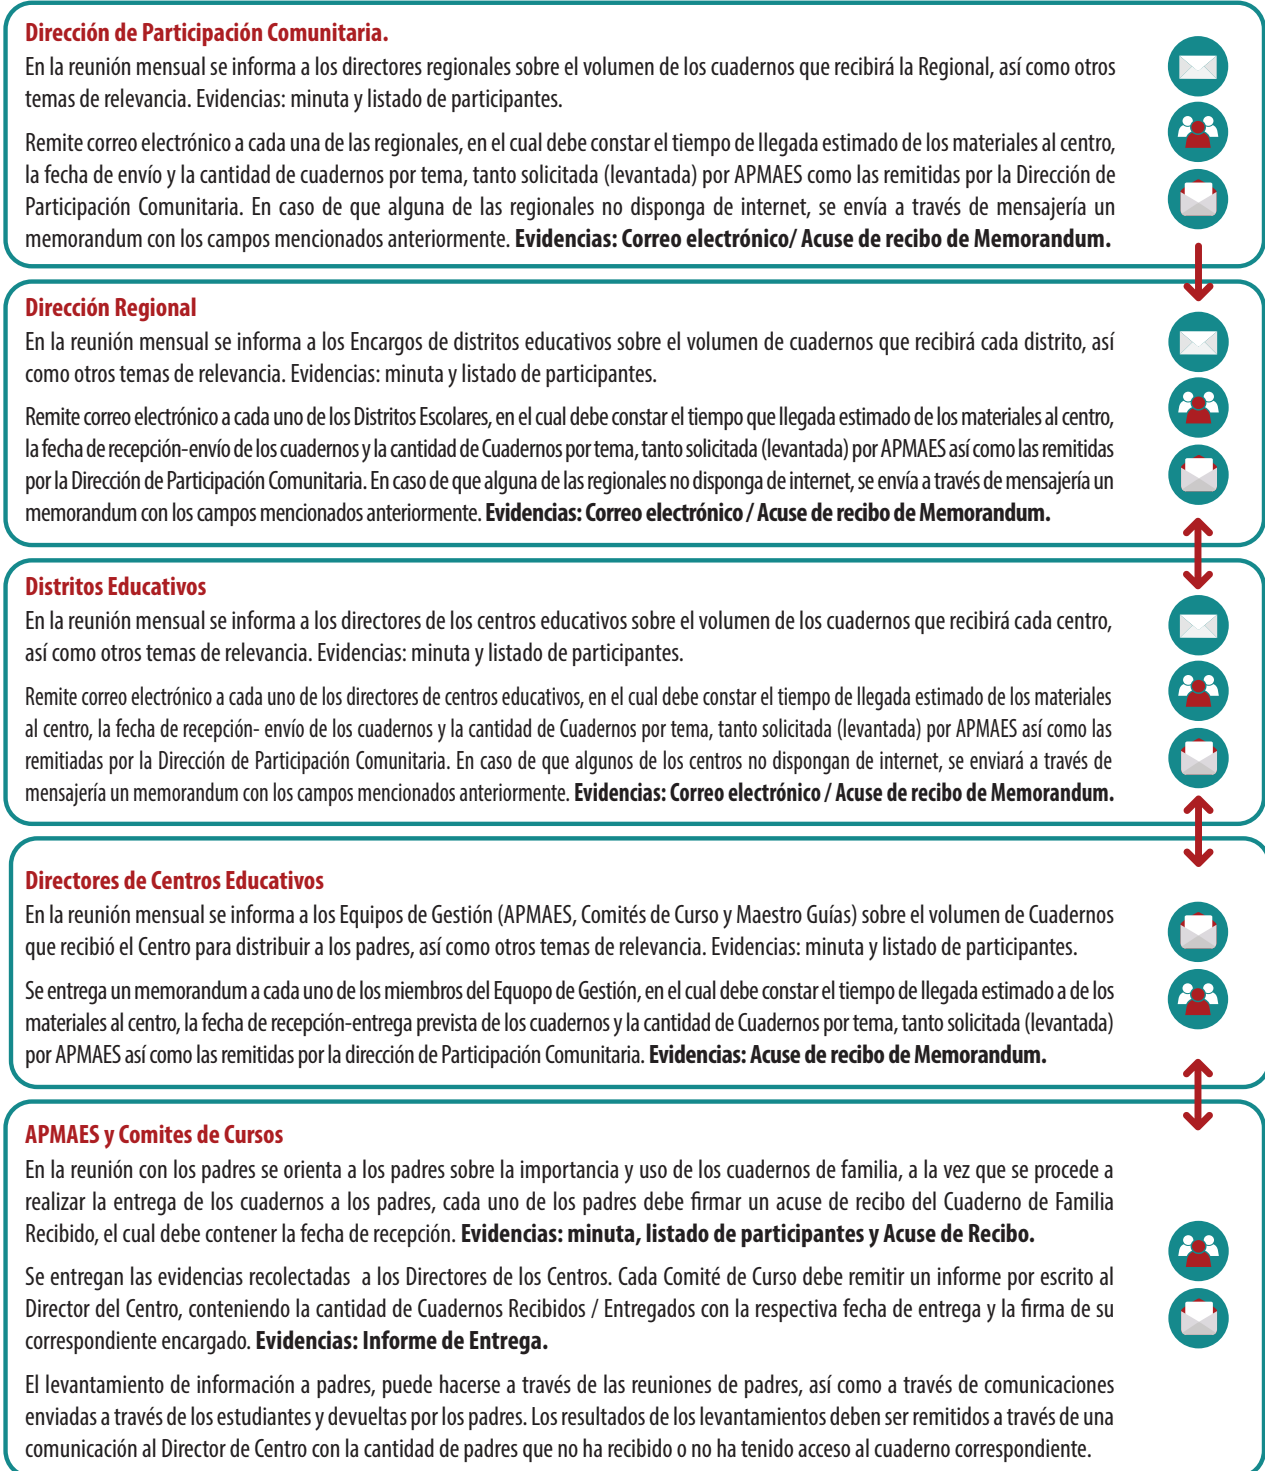 Dirección de Participación Comunitaria.
En la reunión mensual se informa a los directores regionales sobre el volumen de los cuadernos que recibirá la Regional, así como otros
temas de relevancia. Evidencias: minuta y listado de participantes.
Remite correo electrónico a cada una de las regionales, en el cual debe constar el tiempo de llegada estimado de los materiales al centro,
la fecha de envío y la cantidad de cuadernos por tema, tanto solicitada (levantada) por APMAES como las remitidas por la Dirección de
Participación Comunitaria. En caso de que alguna de las regionales no disponga de internet, se envía a través de mensajería un
memorandum con los campos mencionados anteriormente. Evidencias: Correo electrónico/ Acuse de recibo de Memorandum.
Dirección Regional
En la reunión mensual se informa a los Encargos de distritos educativos sobre el volumen de cuadernos que recibirá cada distrito, así
como otros temas de relevancia. Evidencias: minuta y listado de participantes.
Remite correo electrónico a cada uno de los Distritos Escolares, en el cual debe constar el tiempo que llegada estimado de los materiales al centro,
la fecha de recepción-envío de los cuadernos y la cantidad de Cuadernos por tema, tanto solicitada (levantada) por APMAES así como las remitidas
por la Dirección de Participación Comunitaria. En caso de que alguna de las regionales no disponga de internet, se envía a través de mensajería un
memorandum con los campos mencionados anteriormente. Evidencias: Correo electrónico / Acuse de recibo de Memorandum.
Distritos Educativos
En la reunión mensual se informa a los directores de los centros educativos sobre el volumen de los cuadernos que recibirá cada centro,
así como otros temas de relevancia. Evidencias: minuta y listado de participantes.
Remite correo electrónico a cada uno de los directores de centros educativos, en el cual debe constar el tiempo de llegada estimado de los materiales
al centro, la fecha de recepción- envío de los cuadernos y la cantidad de Cuadernos por tema, tanto solicitada (levantada) por APMAES así como las
remitiadas por la Dirección de Participación Comunitaria. En caso de que algunos de los centros no dispongan de internet, se enviará a través de
mensajería un memorandum con los campos mencionados anteriormente. Evidencias: Correo electrónico / Acuse de recibo de Memorandum.
Directores de Centros Educativos
En la reunión mensual se informa a los Equipos de Gestión (APMAES, Comités de Curso y Maestro Guías) sobre el volumen de Cuadernos
que recibió el Centro para distribuir a los padres, así como otros temas de relevancia. Evidencias: minuta y listado de participantes.
Se entrega un memorandum a cada uno de los miembros del Equopo de Gestión, en el cual debe constar el tiempo de llegada estimado a de los
materiales al centro, la fecha de recepción-entrega prevista de los cuadernos y la cantidad de Cuadernos por tema, tanto solicitada (levantada)
por APMAES así como las remitidas por la dirección de Participación Comunitaria. Evidencias: Acuse de recibo de Memorandum.
APMAES y Comites de Cursos
En la reunión con los padres se orienta a los padres sobre la importancia y uso de los cuadernos de familia, a la vez que se procede a
realizar la entrega de los cuadernos a los padres, cada uno de los padres debe firmar un acuse de recibo del Cuaderno de Familia
Recibido, el cual debe contener la fecha de recepción. Evidencias: minuta, listado de participantes y Acuse de Recibo.
Se entregan las evidencias recolectadas a los Directores de los Centros. Cada Comité de Curso debe remitir un informe por escrito al
Director del Centro, conteniendo la cantidad de Cuadernos Recibidos / Entregados con la respectiva fecha de entrega y la firma de su
correspondiente encargado. Evidencias: Informe de Entrega.
El levantamiento de información a padres, puede hacerse a través de las reuniones de padres, así como a través de comunicaciones
enviadas a través de los estudiantes y devueltas por los padres. Los resultados de los levantamientos deben ser remitidos a través de una
comunicación al Director de Centro con la cantidad de padres que no ha recibido o no ha tenido acceso al cuaderno correspondiente.